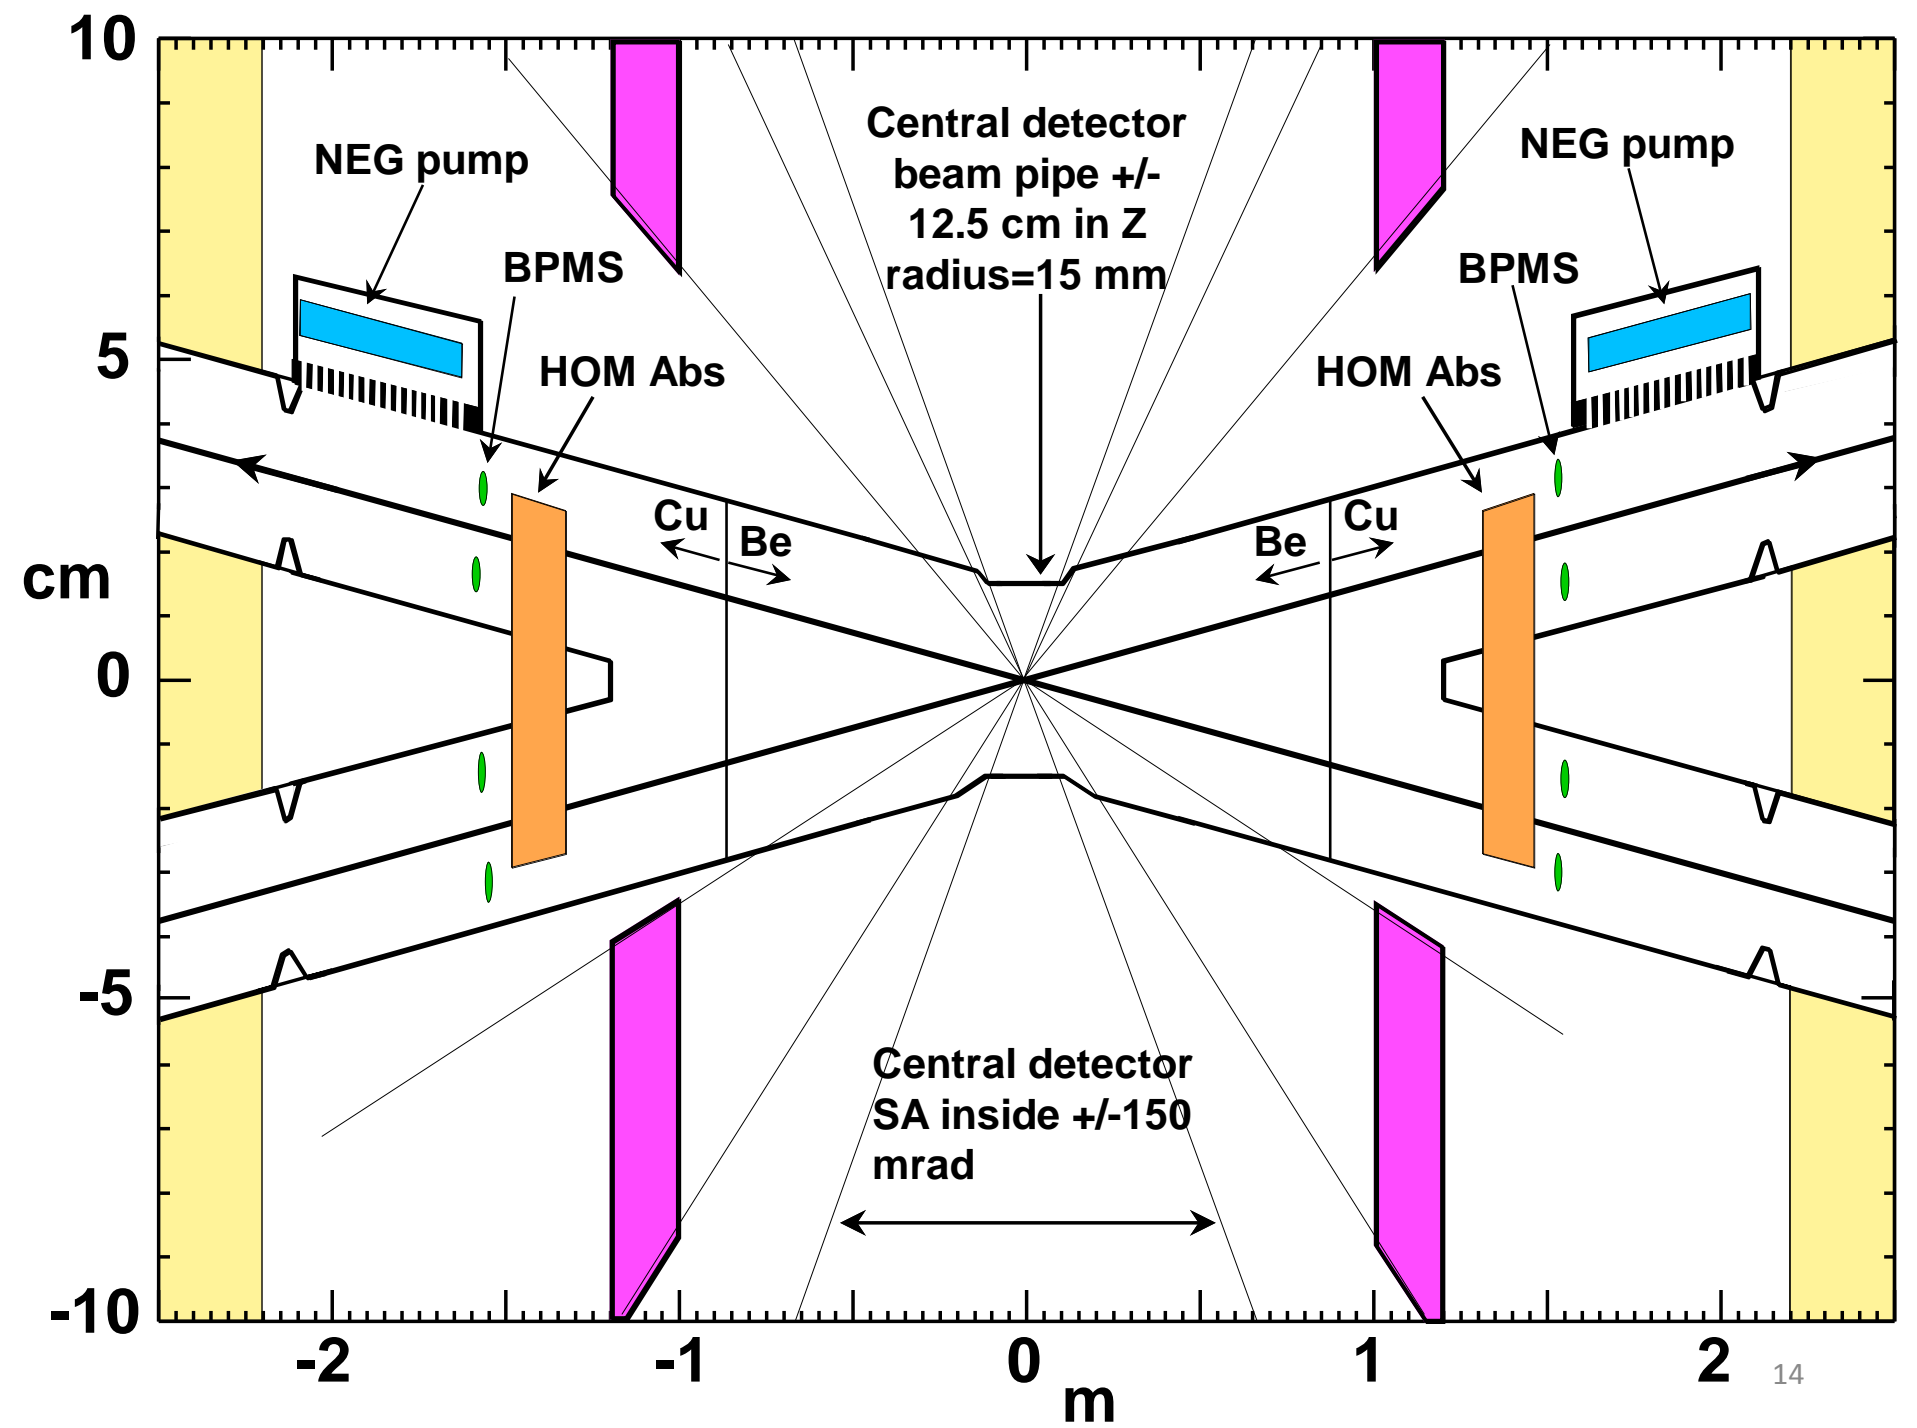 10
NEG pump
Central detector
beam pipe +/-
12.5 cm in Z
radius=15 mm
NEG pump
BPMS
BPMS
5
HOM Abs
HOM Abs
Cu
Be
Be
Cu
cm
0
-5
Central detector
SA inside +/-150
mrad
-10
-2
-1
0
1
2
m
14